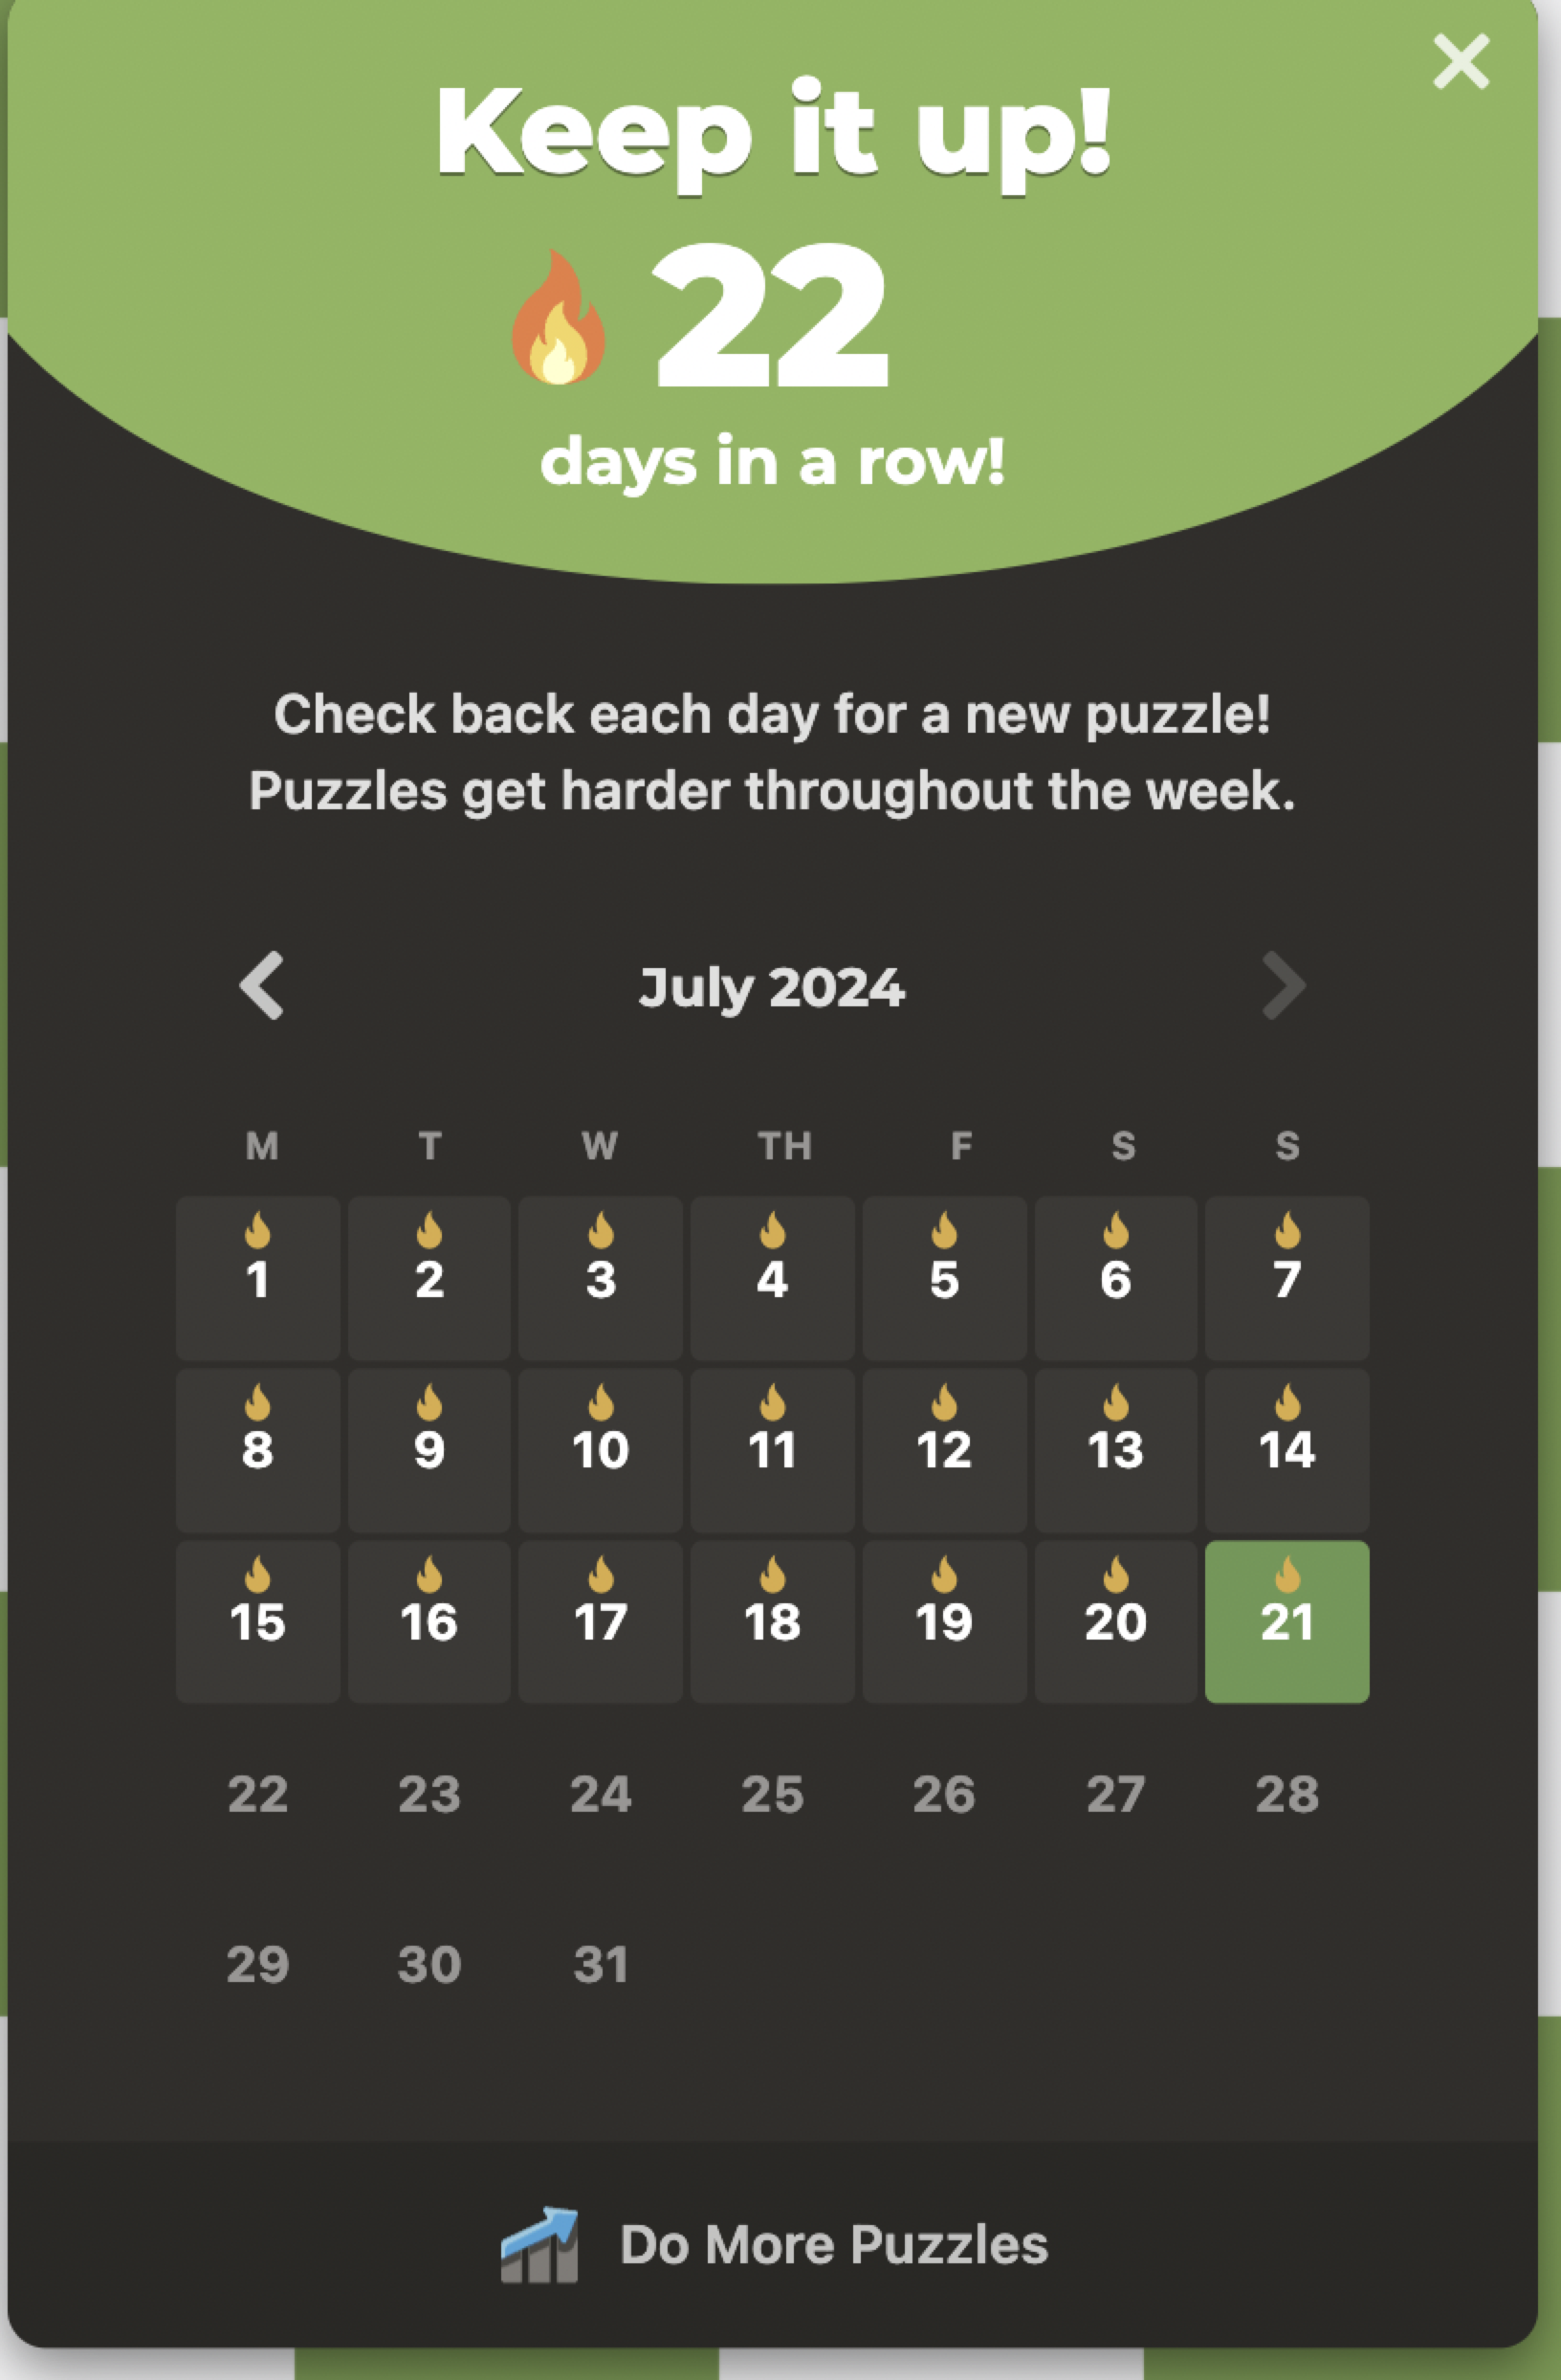 Keep it up!
22
days in a row!
Check back each day for a new puzzle!
Puzzles get harder throughout the week.
July 2024
M T W TH F S S
1 2 3 4 5 6 7
8 9 10 11 12 13 14
15 16 17 18 19 20 21
22 23 24 25 26 27 28
29 30 31
Do More Puzzles